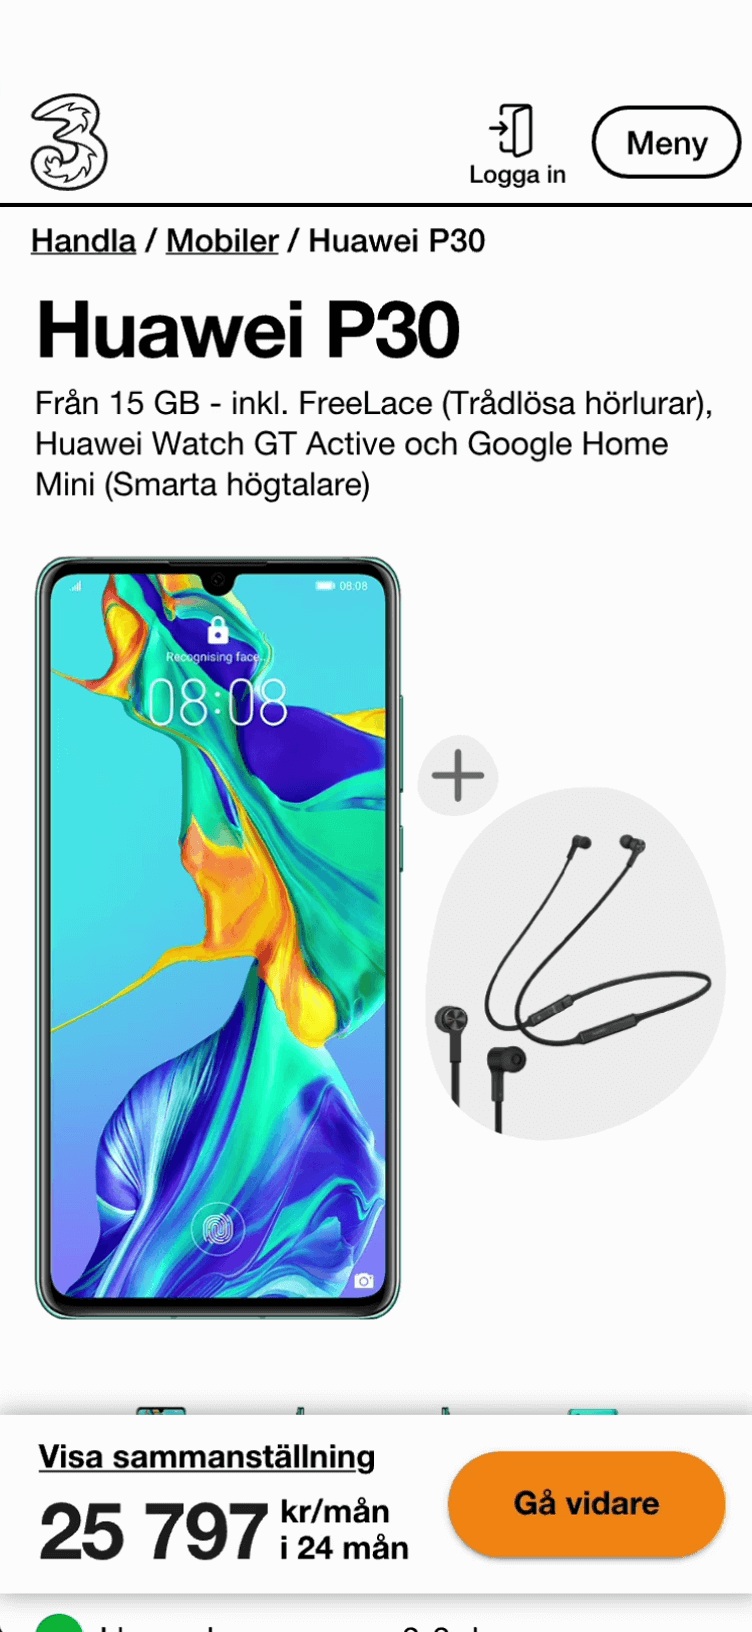 3
Logga in
Meny
Handla / Mobiler / Huawei P30
Huawei P30
Från 15 GB - inkl. FreeLace (Trådlösa hörlurar),
Huawei Watch GT Active och Google Home
Mini (Smarta högtalare)
08:08
Recognising face...
08:08
Visa sammanställning
25 797 kr/mån
i 24 mån
Gå vidare